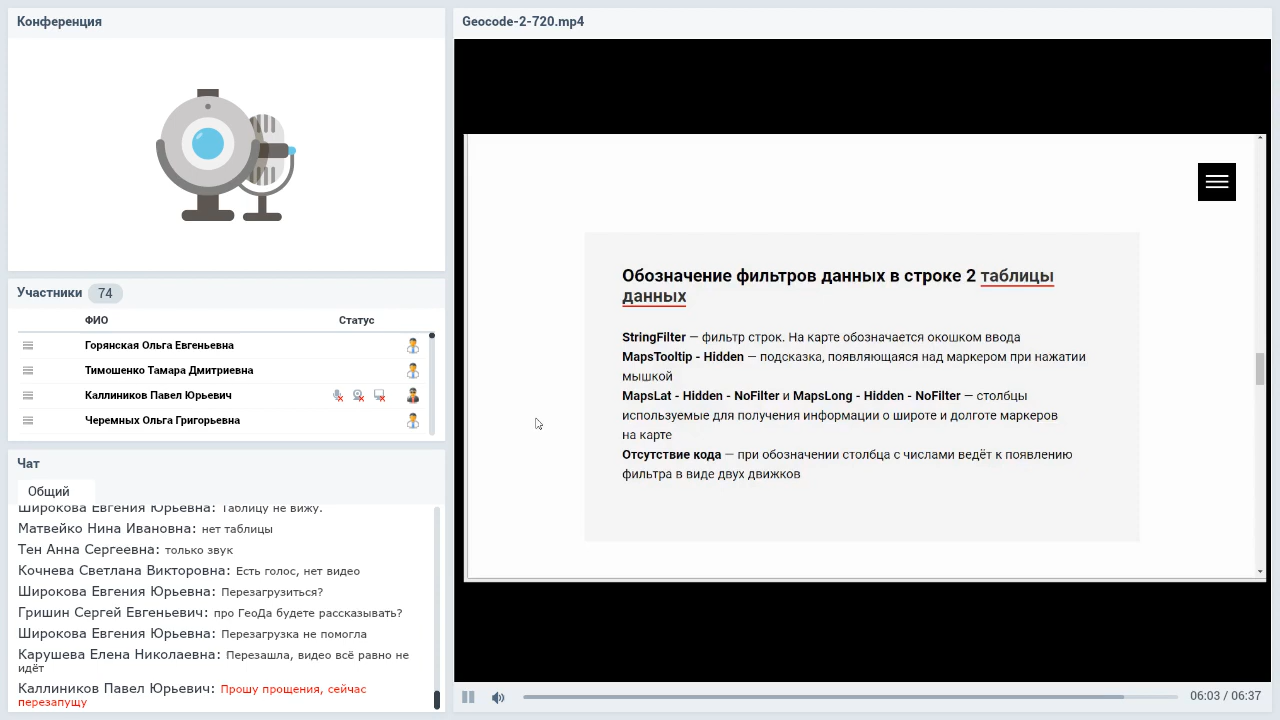 Конференция
Участники 74
ФИО Статус
Горянская Ольга Евгеньевна
Тимошенко Тамара Дмитриевна
Каллиников Павел Юрьевич
Черемных Ольга Григорьевна
Чат
Общий
Широкова Евгения Юрьевна: Таблицу не вижу.
Матвейко Нина Ивановна: нет таблицы
Тен Анна Сергеевна: только звук
Кочнева Светлана Викторовна: Есть голос, нет видео
Широкова Евгения Юрьевна: Перезагрузиться?
Гришин Сергей Евгеньевич: про ГеоДа будете рассказывать?
Широкова Евгения Юрьевна: Перезагрузка не помогла
Карушева Елена Николаевна: Перезашла, видео всё равно не
идёт
Каллиников Павел Юрьевич: Прошу прощения, сейчас
перезапущу
Geocode-2-720.mp4
Обозначение фильтров данных в строке 2 таблицы
данных
StringFilter — фильтр строк. На карте обозначается окошком ввода
MapsTooltip - Hidden — подсказка, появляющаяся над маркером при нажатии
мышкой
MapsLat - Hidden - NoFilter и MapsLong - Hidden - NoFilter — столбцы
используемые для получения информации о широте и долготе маркеров
на карте
Отсутствие кода — при обозначении столбца с числами ведёт к появлению
фильтра в виде двух движков
06:03 / 06:37